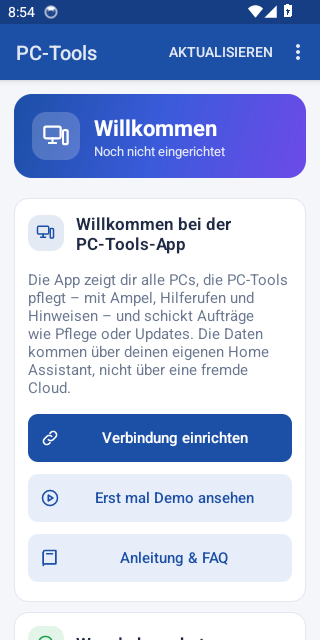 8:54
PC-Tools
AKTUALISIEREN
Willkommen
Noch nicht eingerichtet
Willkommen bei der
PC-Tools-App
Die App zeigt dir alle PCs, die PC-Tools
pflegt – mit Ampel, Hilferufen und
Hinweisen – und schickt Aufträge
wie Pflege oder Updates. Die Daten
kommen über deinen eigenen Home
Assistant, nicht über eine fremde
Cloud.
Verbindung einrichten
Erst mal Demo ansehen
Anleitung & FAQ